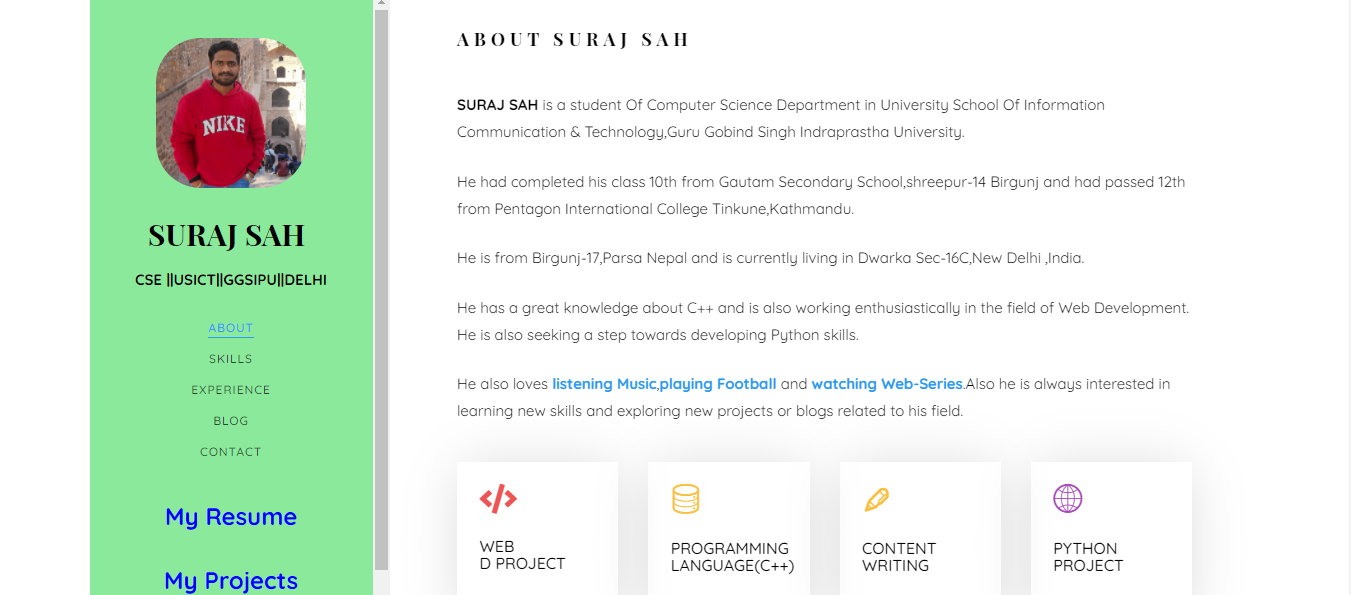 NIKE
SURAJ SAH
CSE ||USICT||GGSIPU||DELHI
ABOUT
SKILLS
EXPERIENCE
BLOG
CONTACT
My Resume
My Projects
ABOUT SURAJ SAH
SURAJ SAH is a student Of Computer Science Department in University School Of Information
Communication & Technology,Guru Gobind Singh Indraprastha University.
He had completed his class 10th from Gautam Secondary School,shreepur-14 Birgunj and had passed 12th
from Pentagon International College Tinkune,Kathmandu.
He is from Birgunj-17,Parsa Nepal and is currently living in Dwarka Sec-16C,New Delhi ,India.
He has a great knowledge about C++ and is also working enthusiastically in the field of Web Development.
He is also seeking a step towards developing Python skills.
He also loves listening Music,playing Football and watching Web-Series.Also he is always interested in
learning new skills and exploring new projects or blogs related to his field.
WEB
D PROJECT
PROGRAMMING
LANGUAGE(C++)
CONTENT
WRITING
PYTHON
PROJECT